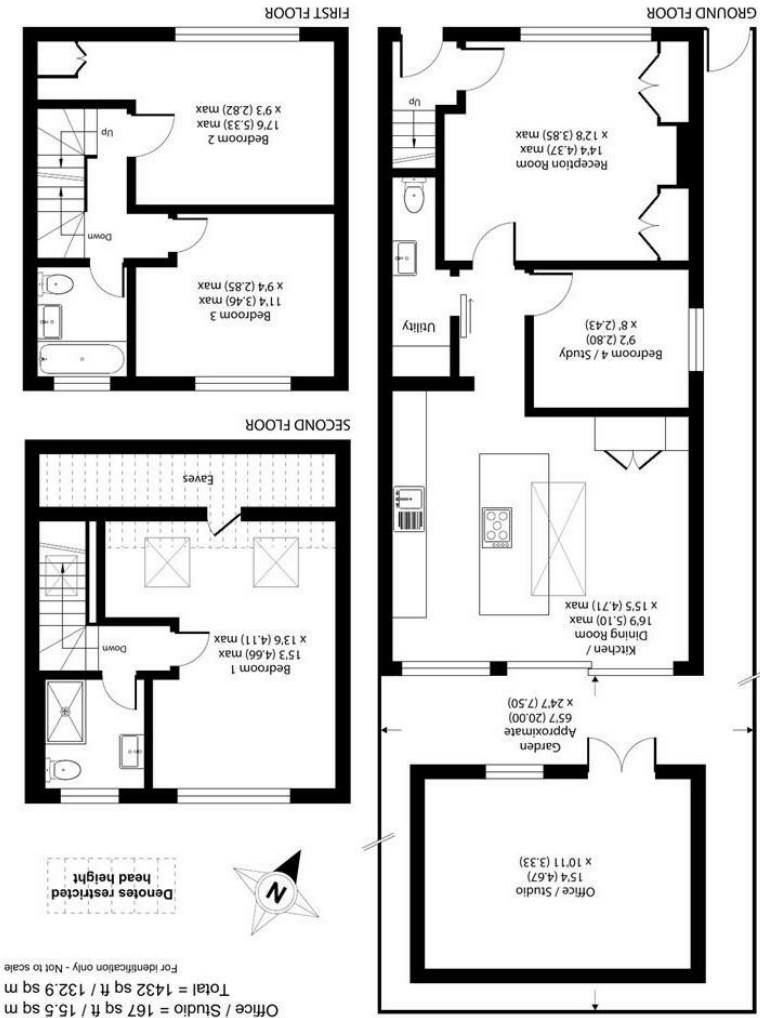 Office / Studio = 167 sq ft / 15.5 sq m
Total = 1432 sq ft / 132.9 sq m
For identification only - Not to scale
N
Denotes restricted
head height
Office / Studio
15'4 (4.67)
x 10'11 (3.33)
Garden
Approximate
65'7 (20.00)
x 24'7 (7.50)
Kitchen /
Dining Room
16'9 (5.10) max
x 15'5 (4.71) max
Bedroom 4 / Study
9'2 (2.80)
x 8' (2.43)
Utility
Reception Room
14'4 (4.37) max
x 12'8 (3.85) max
Up
GROUND FLOOR
Down
Bedroom 1
15'3 (4.66) max
x 13'6 (4.11) max
Eaves
SECOND FLOOR
Bedroom 3
11'4 (3.46) max
x 9'4 (2.85) max
Down
Up
Bedroom 2
17'6 (5.33) max
x 9'3 (2.82) max
FIRST FLOOR